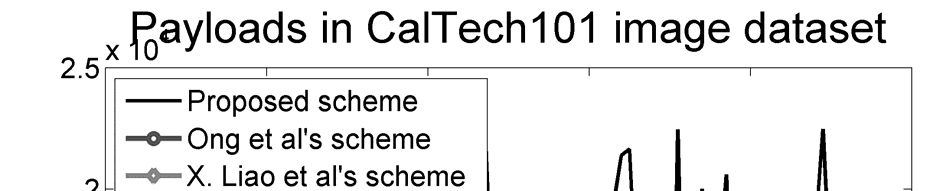 Payloads in CalTech101 image dataset
x 10
2.5
Proposed scheme
Ong et al's scheme
X. Liao et al's scheme
2